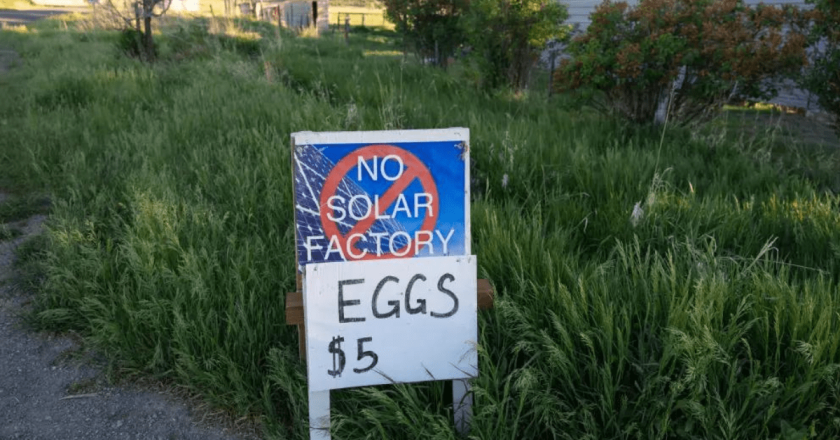 NO
SOLAR
FACTORY
EGGS
$5